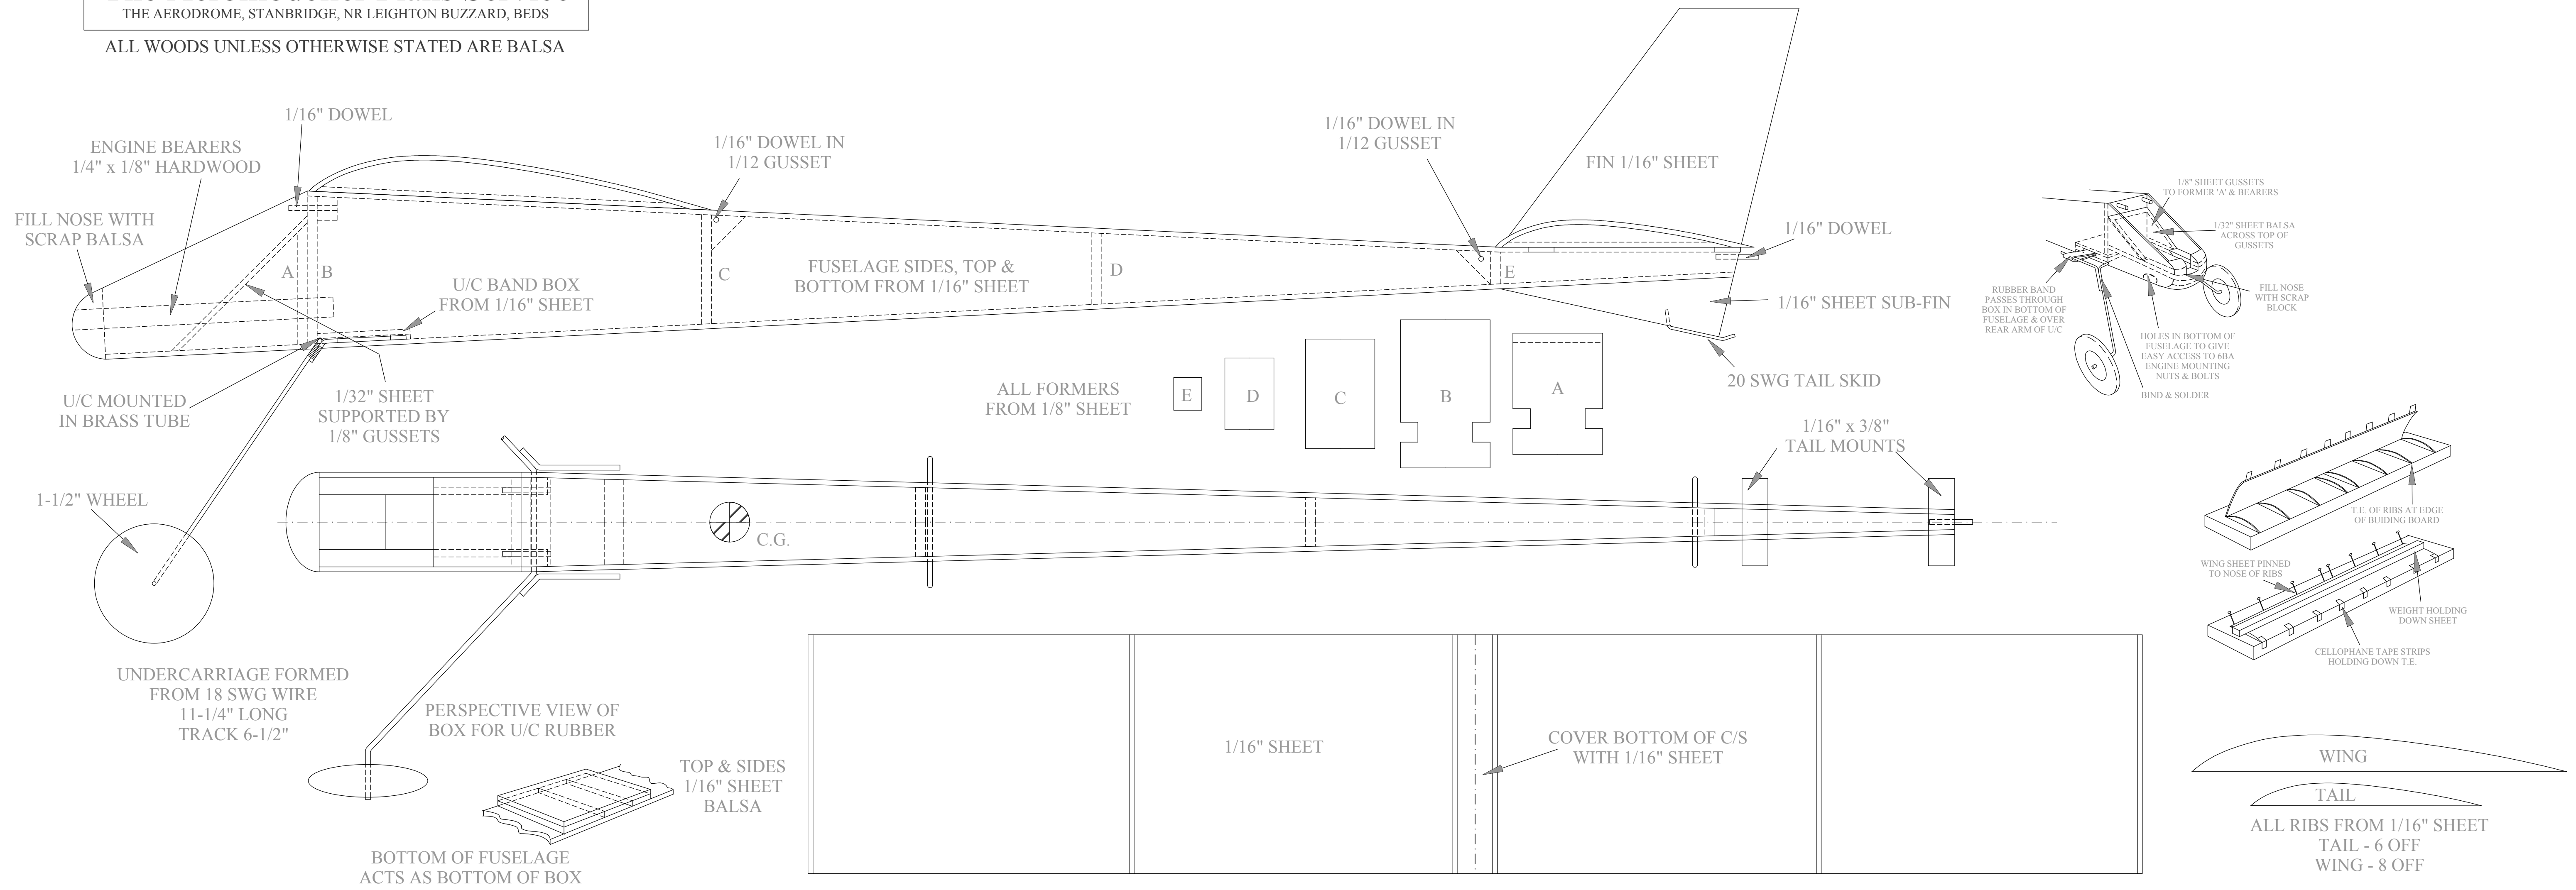 THE AERODROME, STANBRIDGE, NR LEIGHTON BUZZARD, BEDS
ALL WOODS UNLESS OTHERWISE STATED ARE BALSA
1/16" DOWEL
ENGINE BEARERS
1/4" x 1/8" HARDWOOD
FILL NOSE WITH
SCRAP BALSA
A
B
U/C BAND BOX
FROM 1/16" SHEET
1/16" DOWEL IN
1/12 GUSSET
C
FUSELAGE SIDES, TOP &
BOTTOM FROM 1/16" SHEET
D
1/16" DOWEL IN
1/12 GUSSET
E
FIN 1/16" SHEET
1/16" DOWEL
1/16" SHEET SUB-FIN
20 SWG TAIL SKID
U/C MOUNTED
IN BRASS TUBE
1/32" SHEET
SUPPORTED BY
1/8" GUSSETS
ALL FORMERS
FROM 1/8" SHEET
E
D
C
B
A
1/16" x 3/8"
TAIL MOUNTS
1-1/2" WHEEL
C.G.
UNDERCARRIAGE FORMED
FROM 18 SWG WIRE
11-1/4" LONG
TRACK 6-1/2"
PERSPECTIVE VIEW OF
BOX FOR U/C RUBBER
TOP & SIDES
1/16" SHEET
BALSA
BOTTOM OF FUSELAGE
ACTS AS BOTTOM OF BOX
1/16" SHEET
COVER BOTTOM OF C/S
WITH 1/16" SHEET
1/8" SHEET GUSSETS
TO FORMER 'A' & BEARERS
1/32" SHEET BALSA
ACROSS TOP OF
GUSSETS
RUBBER BAND
PASSES THROUGH
BOX IN BOTTOM OF
FUSELAGE & OVER
REAR ARM OF U/C
FILL NOSE
WITH SCRAP
BLOCK
HOLES IN BOTTOM OF
FUSELAGE TO GIVE
EASY ACCESS TO 6BA
ENGINE MOUNTING
NUTS & BOLTS
BIND & SOLDER
T.E. OF RIBS AT EDGE
OF BUIDING BOARD
WING SHEET PINNED
TO NOSE OF RIBS
WEIGHT HOLDING
DOWN SHEET
CELLOPHANE TAPE STRIPS
HOLDING DOWN T.E.
WING
TAIL
ALL RIBS FROM 1/16" SHEET
TAIL - 6 OFF
WING - 8 OFF